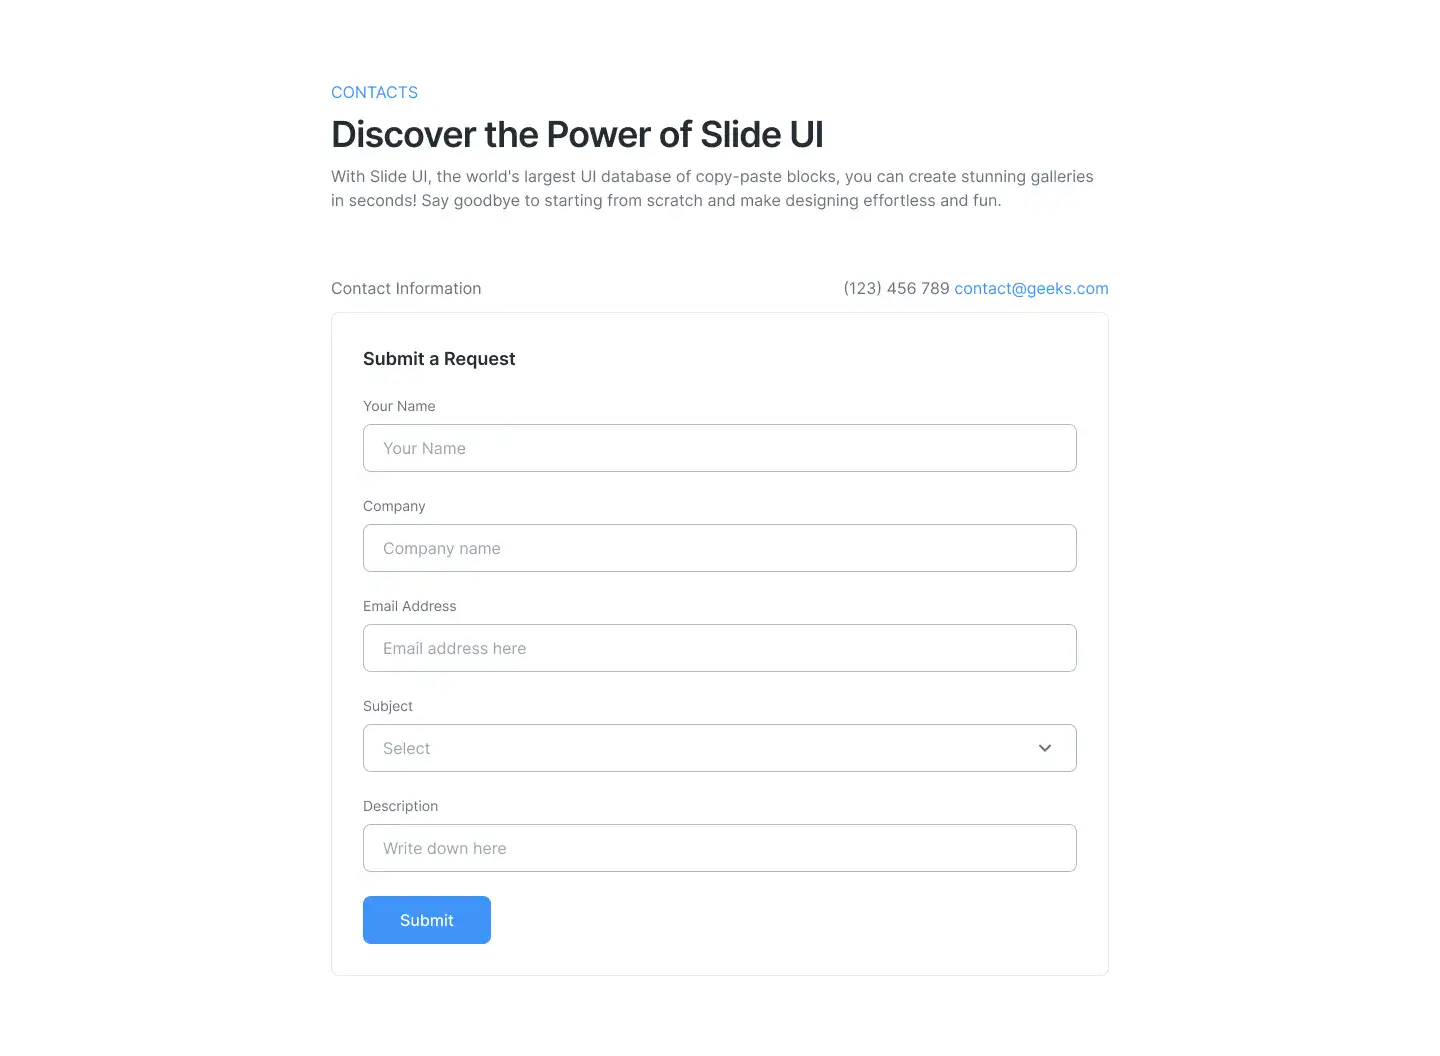 CONTACTS
Discover the Power of Slide UI
With Slide UI, the world's largest UI database of copy-paste blocks, you can create stunning galleries
in seconds! Say goodbye to starting from scratch and make designing effortless and fun.
Contact Information
(123) 456 789 contact@geeks.com
Submit a Request
Your Name
Your Name
Company
Company name
Email Address
Email address here
Subject
Select
Description
Write down here
Submit